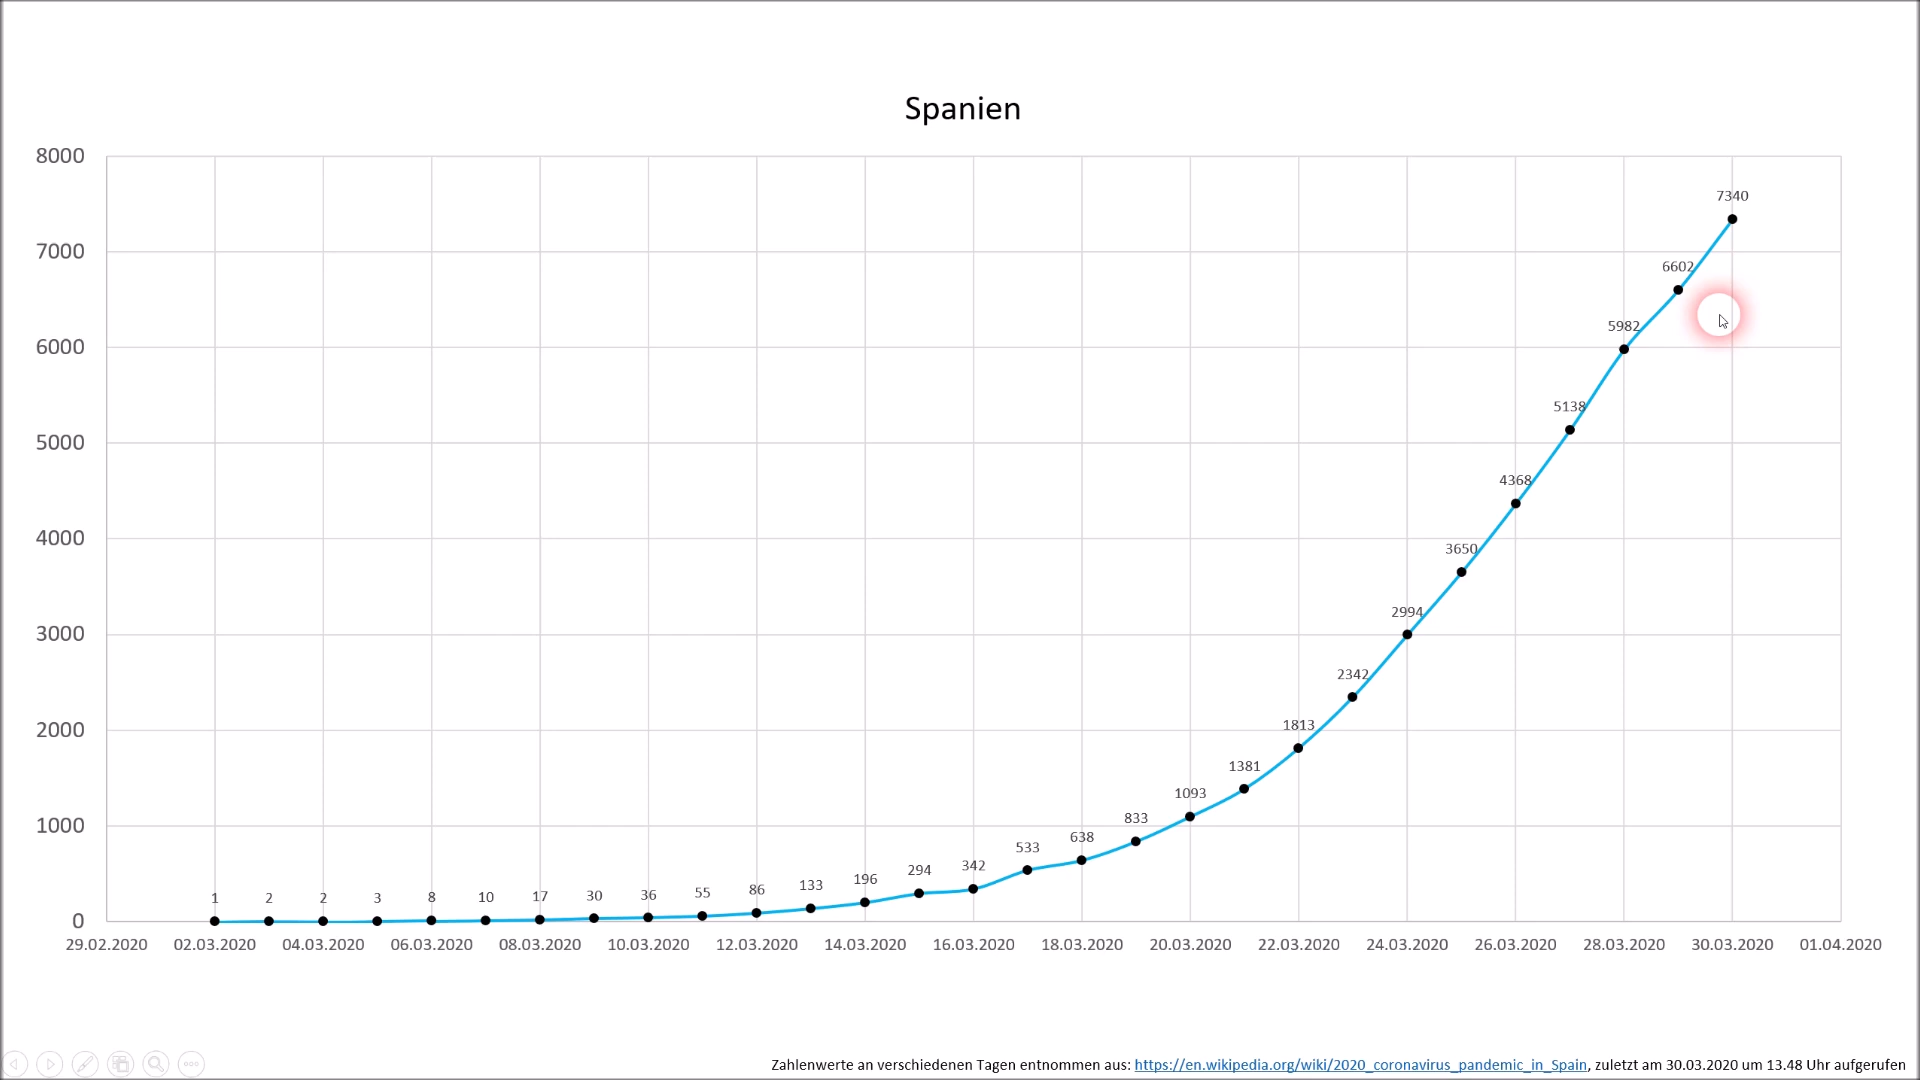 Spanien
8000
7000
6000
5000
4000
3000
2000
1000
0
1 2 2 3 8 10 17 30 36 55 86 133 196 294 342 533 638 833 1093 1381 1813 2342 2994 3650 4368 5138 5982 6602 7340
29.02.2020 02.03.2020 04.03.2020 06.03.2020 08.03.2020 10.03.2020 12.03.2020 14.03.2020 16.03.2020 18.03.2020 20.03.2020 22.03.2020 24.03.2020 26.03.2020 28.03.2020 30.03.2020 01.04.2020
Zahlenwerte an verschiedenen Tagen entnommen aus: https://en.wikipedia.org/wiki/2020_coronavirus_pandemic_in_Spain, zuletzt am 30.03.2020 um 13.48 Uhr aufgerufen